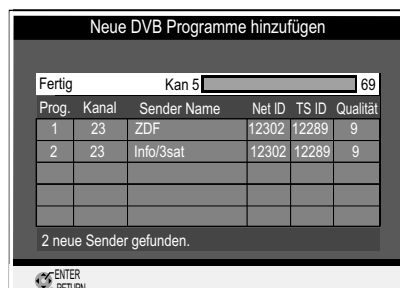 Neue DVB Programme hinzufügen
Fertig Kan 5 69
Prog. Kanal Sender Name Net ID TS ID Qualität
1 23 ZDF 12302 12289 9
2 23 Info/3sat 12302 12289 9
2 neue Sender gefunden.
ENTER
RETURN